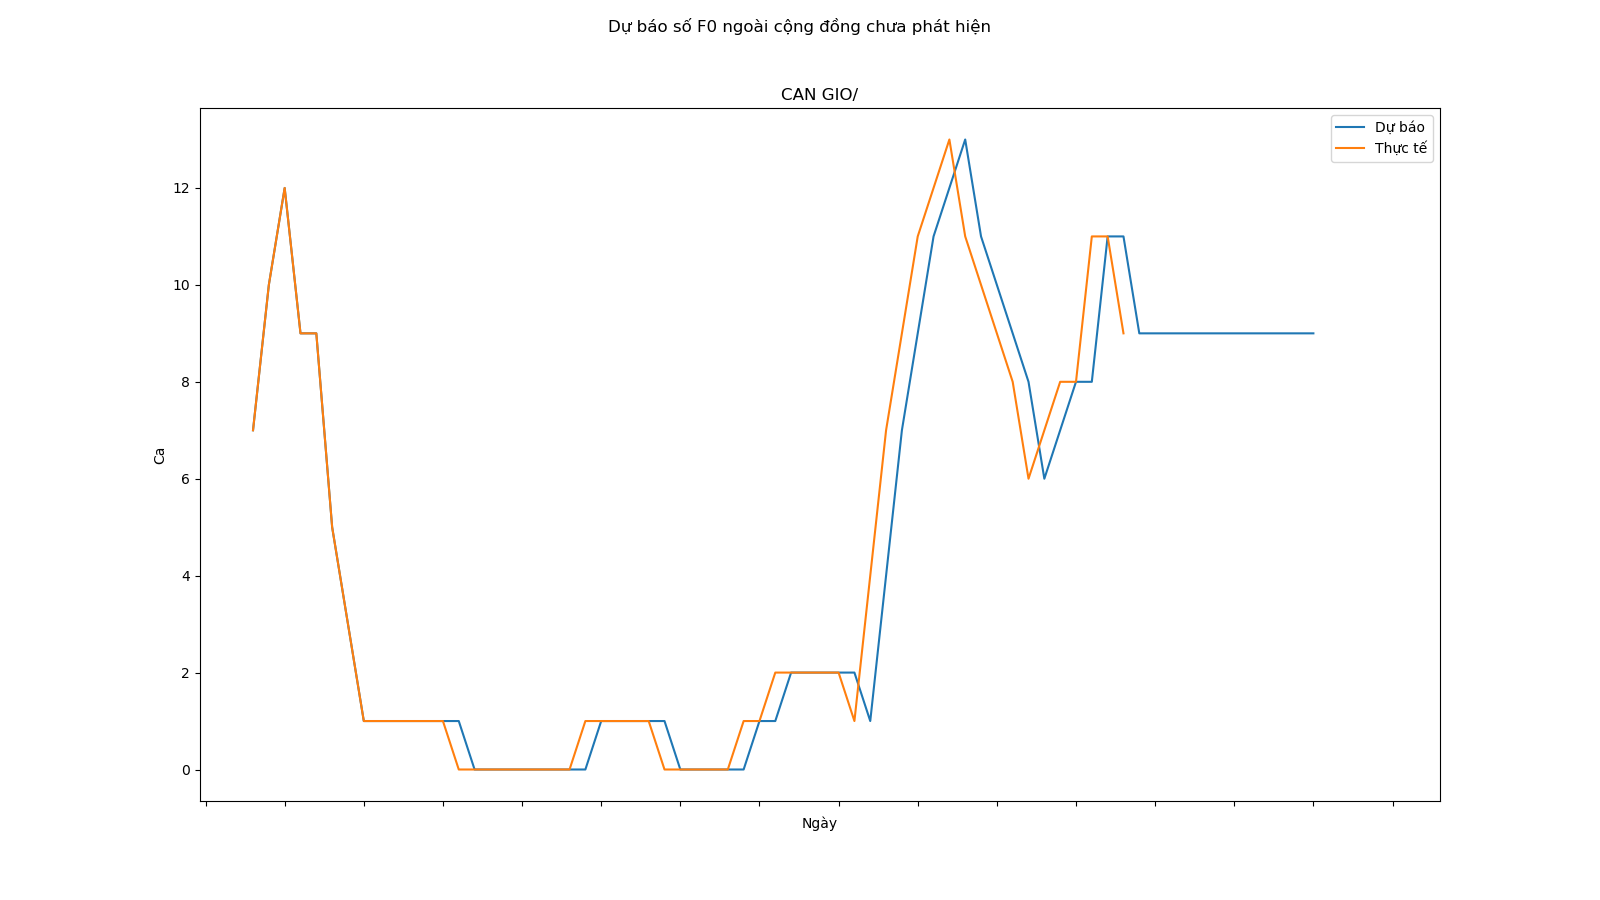 Dự báo số F0 ngoài cộng đồng chưa phát hiện
CAN GIO/
Dự báo
Thực tế
12
10
8
6
4
2
0
Ca
Ngày